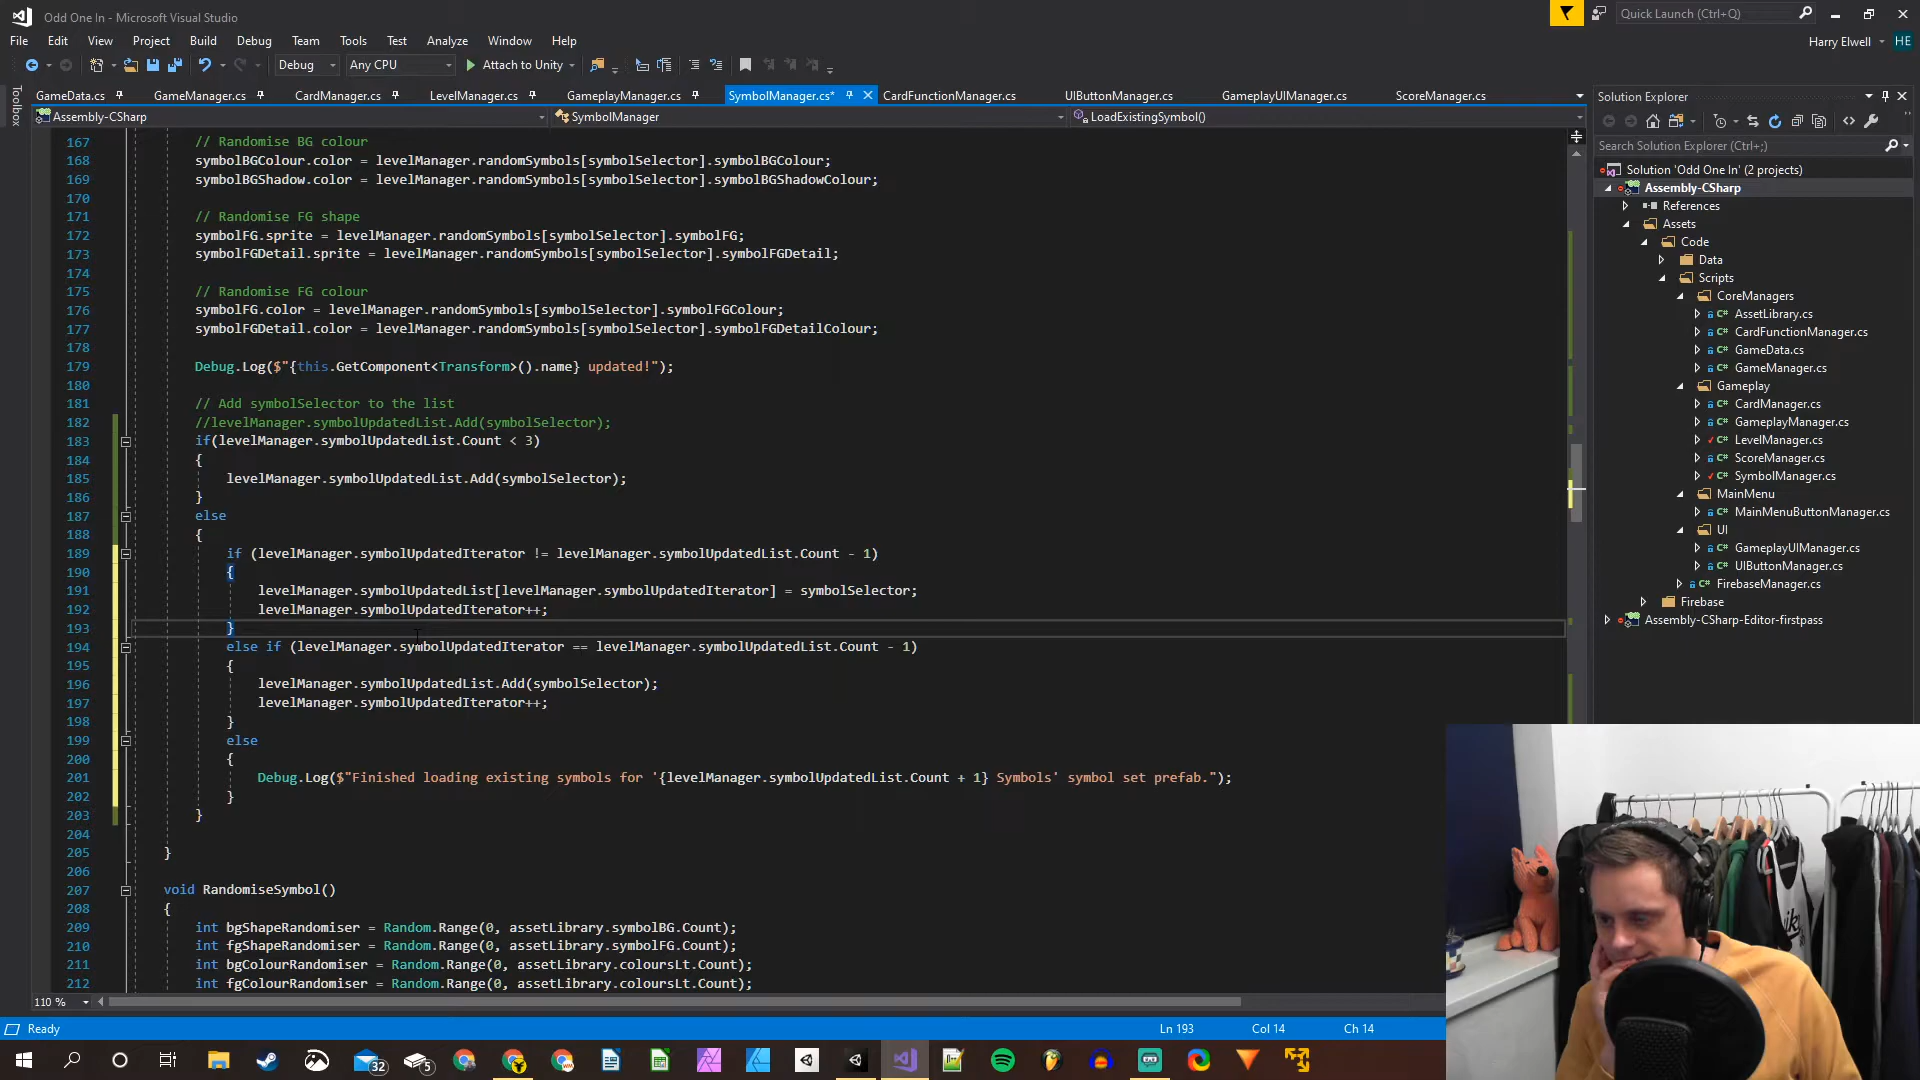 Odd One In - Microsoft Visual Studio
Quick Launch (Ctrl+Q)
File Edit View Project Build Debug Team Tools Test Analyze Window Help
Harry Elwell HE
Debug Any CPU Attach to Unity
Toolbox
GameData.cs GameManager.cs CardManager.cs LevelManager.cs GameplayManager.cs SymbolManager.cs* CardFunctionManager.cs UIButtonManager.cs GameplayUIManager.cs ScoreManager.cs
Assembly-CSharp SymbolManager LoadExistingSymbol()
167 // Randomise BG colour
168 symbolBGColour.color = levelManager.randomSymbols[symbolSelector].symbolBGColour;
169 symbolBGShadow.color = levelManager.randomSymbols[symbolSelector].symbolBGShadowColour;
170
171 // Randomise FG shape
172 symbolFG.sprite = levelManager.randomSymbols[symbolSelector].symbolFG;
173 symbolFGDetail.sprite = levelManager.randomSymbols[symbolSelector].symbolFGDetail;
174
175 // Randomise FG colour
176 symbolFG.color = levelManager.randomSymbols[symbolSelector].symbolFGColour;
177 symbolFGDetail.color = levelManager.randomSymbols[symbolSelector].symbolFGDetailColour;
178
179 Debug.Log($"{this.GetComponent<Transform>().name} updated!");
180
181 // Add symbolSelector to the list
182 //levelManager.symbolUpdatedList.Add(symbolSelector);
183 if(levelManager.symbolUpdatedList.Count < 3)
184 {
185 levelManager.symbolUpdatedList.Add(symbolSelector);
186 }
187 else
188 {
189 if (levelManager.symbolUpdatedIterator != levelManager.symbolUpdatedList.Count - 1)
190 {
191 levelManager.symbolUpdatedList[levelManager.symbolUpdatedIterator] = symbolSelector;
192 levelManager.symbolUpdatedIterator++;
193 }
194 else if (levelManager.symbolUpdatedIterator == levelManager.symbolUpdatedList.Count - 1)
195 {
196 levelManager.symbolUpdatedList.Add(symbolSelector);
197 levelManager.symbolUpdatedIterator++;
198 }
199 else
200 {
201 Debug.Log($"Finished loading existing symbols for '{levelManager.symbolUpdatedList.Count + 1} Symbols' symbol set prefab.");
202 }
203 }
204
205 }
206
207 void RandomiseSymbol()
208 {
209 int bgShapeRandomiser = Random.Range(0, assetLibrary.symbolBG.Count);
210 int fgShapeRandomiser = Random.Range(0, assetLibrary.symbolFG.Count);
211 int bgColourRandomiser = Random.Range(0, assetLibrary.coloursLt.Count);
212 int fgColourRandomiser = Random.Range(0, assetLibrary.coloursLt.Count);
110 %
Solution Explorer
Search Solution Explorer (Ctrl+;)
Solution 'Odd One In' (2 projects)
Assembly-CSharp
References
Assets
Code
Data
Scripts
CoreManagers
C# AssetLibrary.cs
C# CardFunctionManager.cs
C# GameData.cs
C# GameManager.cs
Gameplay
C# CardManager.cs
C# GameplayManager.cs
C# LevelManager.cs
C# ScoreManager.cs
C# SymbolManager.cs
MainMenu
C# MainMenuButtonManager.cs
UI
C# GameplayUIManager.cs
C# UIButtonManager.cs
C# FirebaseManager.cs
Firebase
Assembly-CSharp-Editor-firstpass
Ready Ln 193 Col 14 Ch 14
32 5